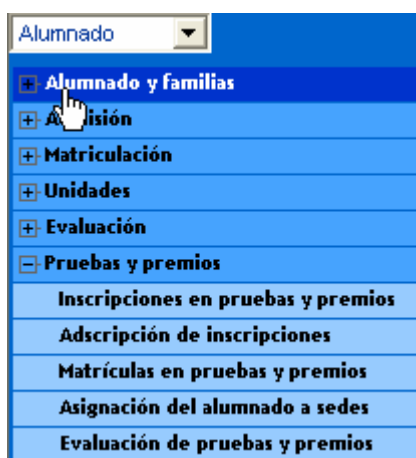 Alumnado
Alumnado y familias
Matriculación
Unidades
Evaluación
Pruebas y premios
Inscripciones en pruebas y premios
Adscripción de inscripciones
Matrículas en pruebas y premios
Asignación del alumnado a sedes
Evaluación de pruebas y premios